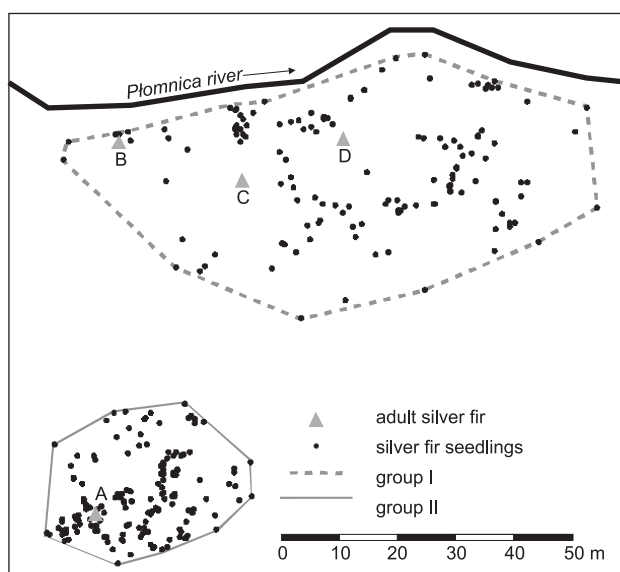 Płomnica river
B
D
C
A
adult silver fir
silver fir seedlings
group I
group II
0 10 20 30 40 50 m